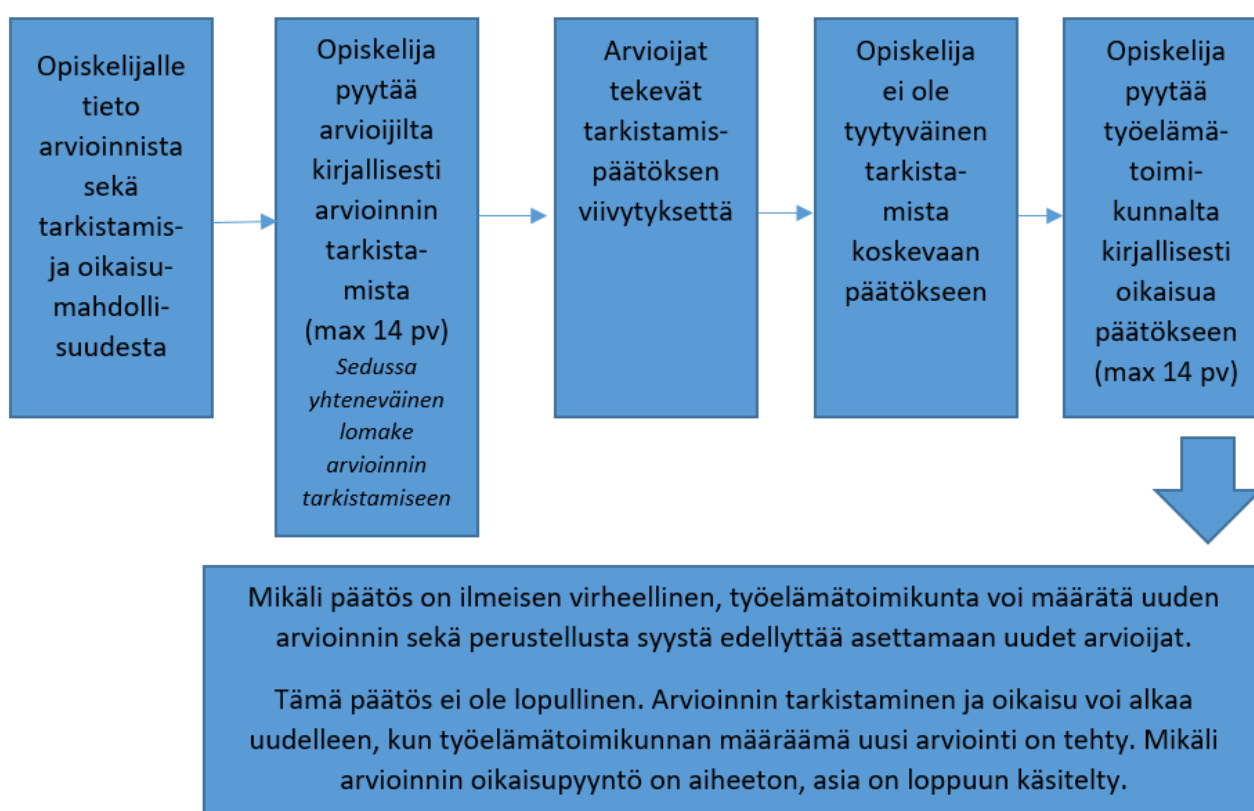 Opiskelijalle
tieto
arvioinnista
sekä
tarkistamis-
ja oikaisu-
mahdolli-
suudesta
Opiskelija
pyytää
arvioijilta
kirjallisesti
arvioinnin
tarkista-
mista
(max 14 pv)
Sedussa
yhteneväinen
lomake
arvioinnin
tarkistamiseen
Arvioijat
tekevät
tarkistamis-
päätöksen
viivytyksettä
Opiskelija
ei ole
tyytyväinen
tarkista-
mista
koskevaan
päätökseen
Opiskelija
pyytää
työelämä-
toimi-
kunnalta
kirjallisesti
oikaisua
päätökseen
(max 14 pv)
Mikäli päätös on ilmeisen virheellinen, työelämätoimikunta voi määrätä uuden
arvioinnin sekä perustellusta syystä edellyttää asettamaan uudet arvioijat.
Tämä päätös ei ole lopullinen. Arvioinnin tarkistaminen ja oikaisu voi alkaa
uudelleen, kun työelämätoimikunnan määräämä uusi arviointi on tehty. Mikäli
arvioinnin oikaisupyyntö on aiheeton, asia on loppuun käsitelty.